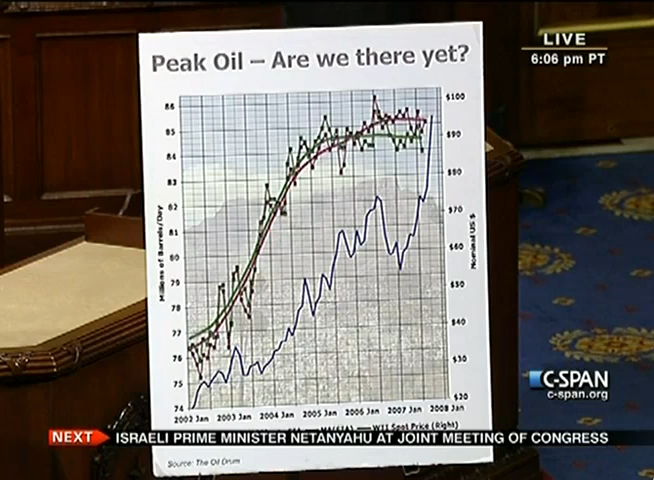 Peak Oil – Are we there yet?
LIVE
6:06 pm PT
86
85
84
83
82
81
80
79
78
77
76
75
74
Millions of Barrels/Day
$100
$90
$80
$70
$60
$50
$40
$30
$20
Nominal US $
2002 Jan 2003 Jan 2004 Jan 2005 Jan 2006 Jan 2007 Jan 2008 Jan
Spot Price (Right)
C-SPAN
c-span.org
NEXT ISRAELI PRIME MINISTER NETANYAHU AT JOINT MEETING OF CONGRESS
Source: The Oil Drum